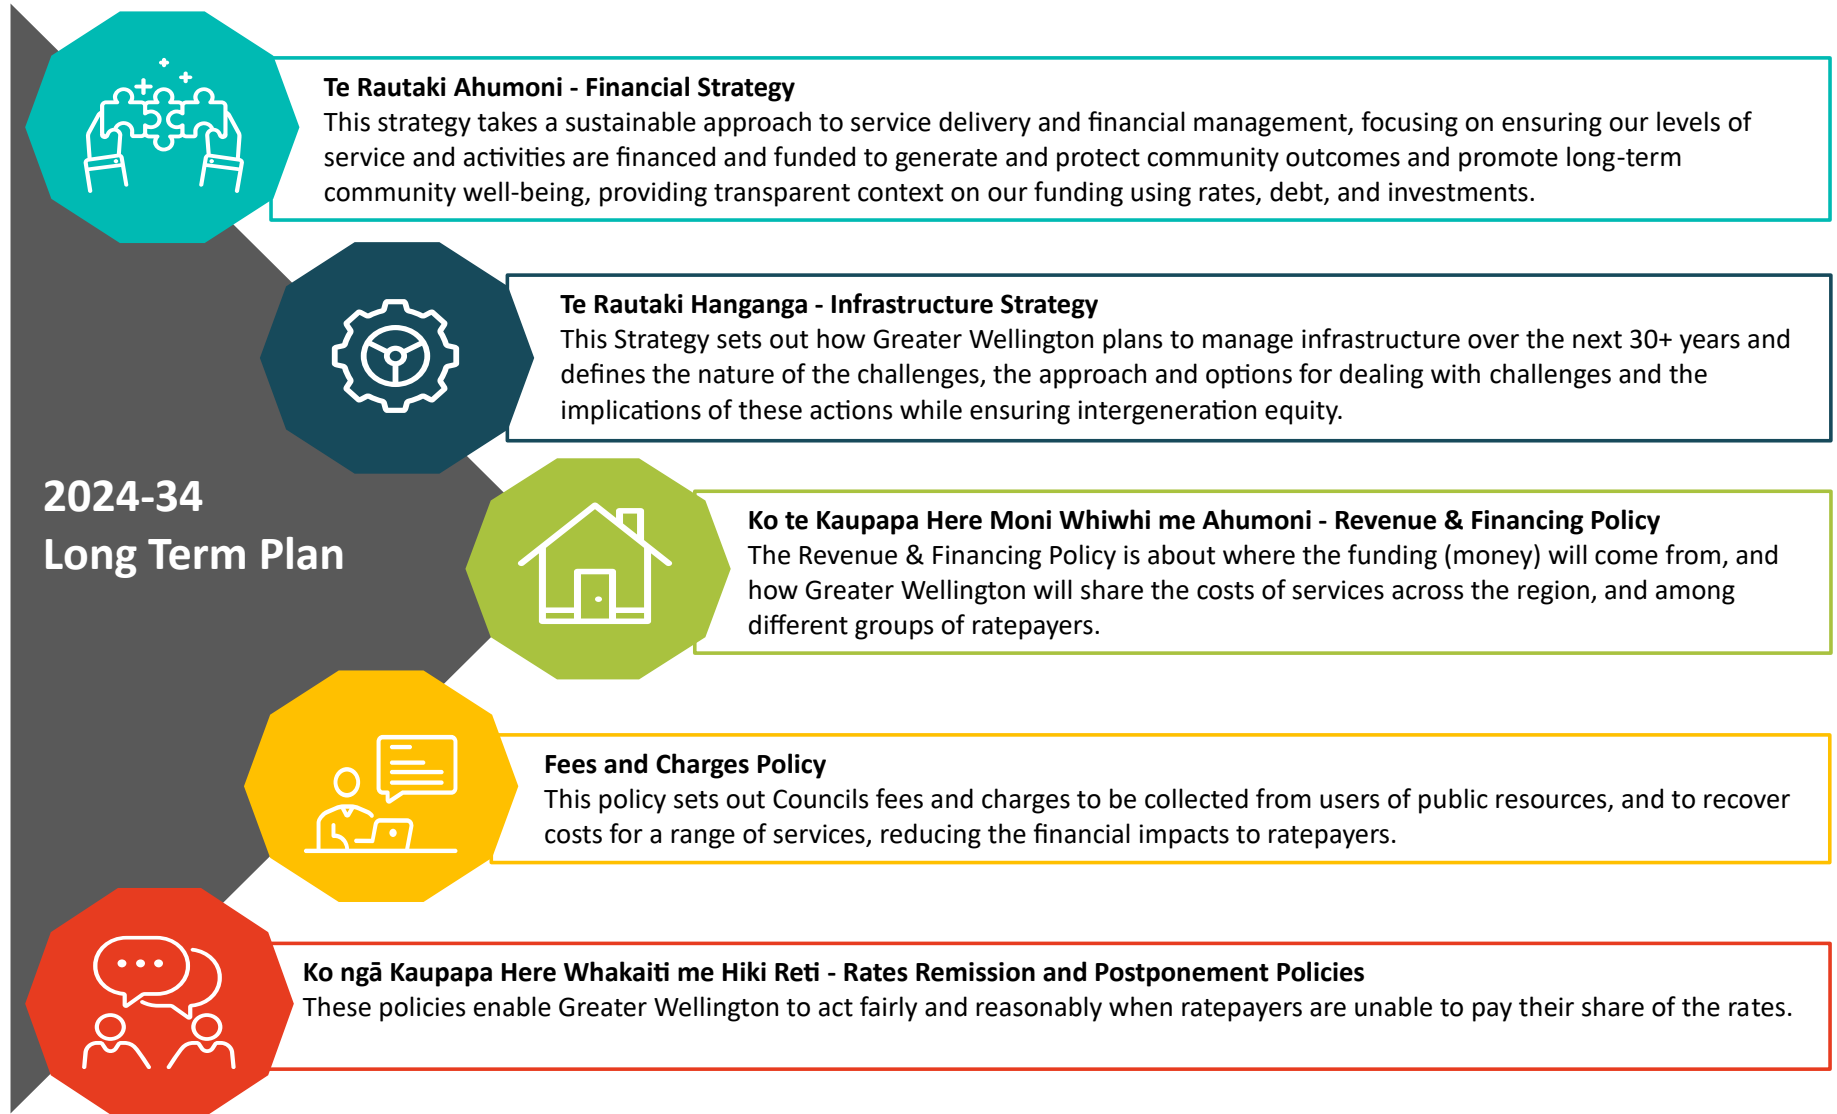 Te Rautaki Ahumoni - Financial Strategy
This strategy takes a sustainable approach to service delivery and financial management, focusing on ensuring our levels of
service and activities are financed and funded to generate and protect community outcomes and promote long-term
community well-being, providing transparent context on our funding using rates, debt, and investments.
Te Rautaki Hanganga - Infrastructure Strategy
This Strategy sets out how Greater Wellington plans to manage infrastructure over the next 30+ years and
defines the nature of the challenges, the approach and options for dealing with challenges and the
implications of these actions while ensuring intergeneration equity.
2024-34
Long Term Plan
Ko te Kaupapa Here Moni Whiwhi me Ahumoni - Revenue & Financing Policy
The Revenue & Financing Policy is about where the funding (money) will come from, and
how Greater Wellington will share the costs of services across the region, and among
different groups of ratepayers.
Fees and Charges Policy
This policy sets out Councils fees and charges to be collected from users of public resources, and to recover
costs for a range of services, reducing the financial impacts to ratepayers.
Ko ngā Kaupapa Here Whakaiti me Hiki Reti - Rates Remission and Postponement Policies
These policies enable Greater Wellington to act fairly and reasonably when ratepayers are unable to pay their share of the rates.